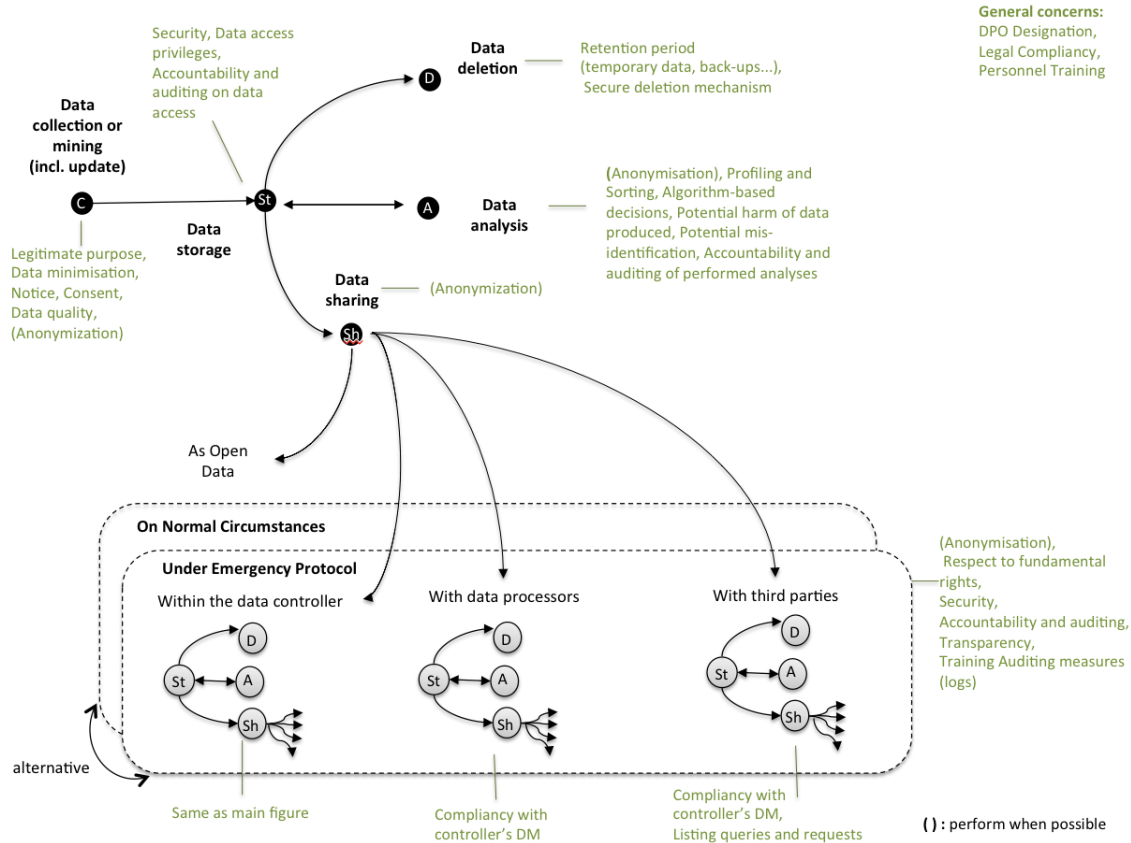 General concerns:
DPO Designation,
Legal Compliancy,
Personnel Training
Security, Data access
privileges,
Accountability and
auditing on data
access
Data
deletion
D
Retention period
(temporary data, back-ups...),
Secure deletion mechanism
Data
collection or
mining
(incl. update)
C
St
Data
storage
A
Data
analysis
(Anonymisation), Profiling and
Sorting, Algorithm-based
decisions, Potential harm of data
produced, Potential mis-
identification, Accountability and
auditing of performed analyses
Legitimate purpose,
Data minimisation,
Notice, Consent,
Data quality,
(Anonymization)
Data
sharing
(Anonymization)
Sh
As Open
Data
On Normal Circumstances
Under Emergency Protocol
Within the data controller
With data processors
With third parties
D
St
A
Sh
D
St
A
Sh
D
St
A
Sh
(Anonymisation),
Respect to fundamental
rights,
Security,
Accountability and auditing,
Transparency,
Training Auditing measures
(logs)
alternative
Same as main figure
Compliancy with
controller's DM
Compliancy with
controller's DM,
Listing queries and requests
( ) : perform when possible